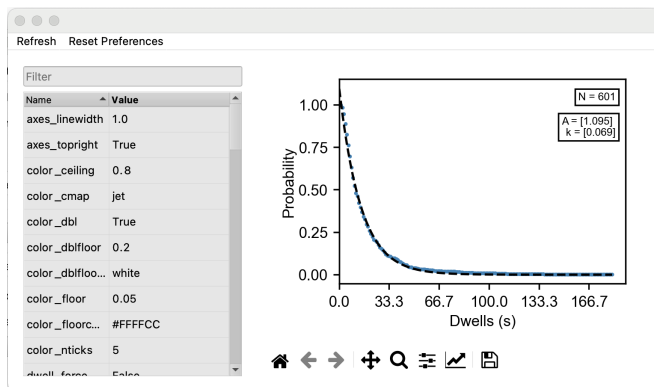 Refresh Reset Preferences
Filter
Name Value
axes_linewidth 1.0
axes_topright True
color_ceiling 0.8
color_cmap jet
color_dbl True
color_dblfloor 0.2
color_dblfloo... white
color_floor 0.05
color_floorc... #FFFFCC
color_nticks 5
dwell_force False
N = 601
A = [1.095]
k = [0.069]
Probability
1.00
0.75
0.50
0.25
0.00
0.0 33.3 66.7 100.0 133.3 166.7
Dwells (s)